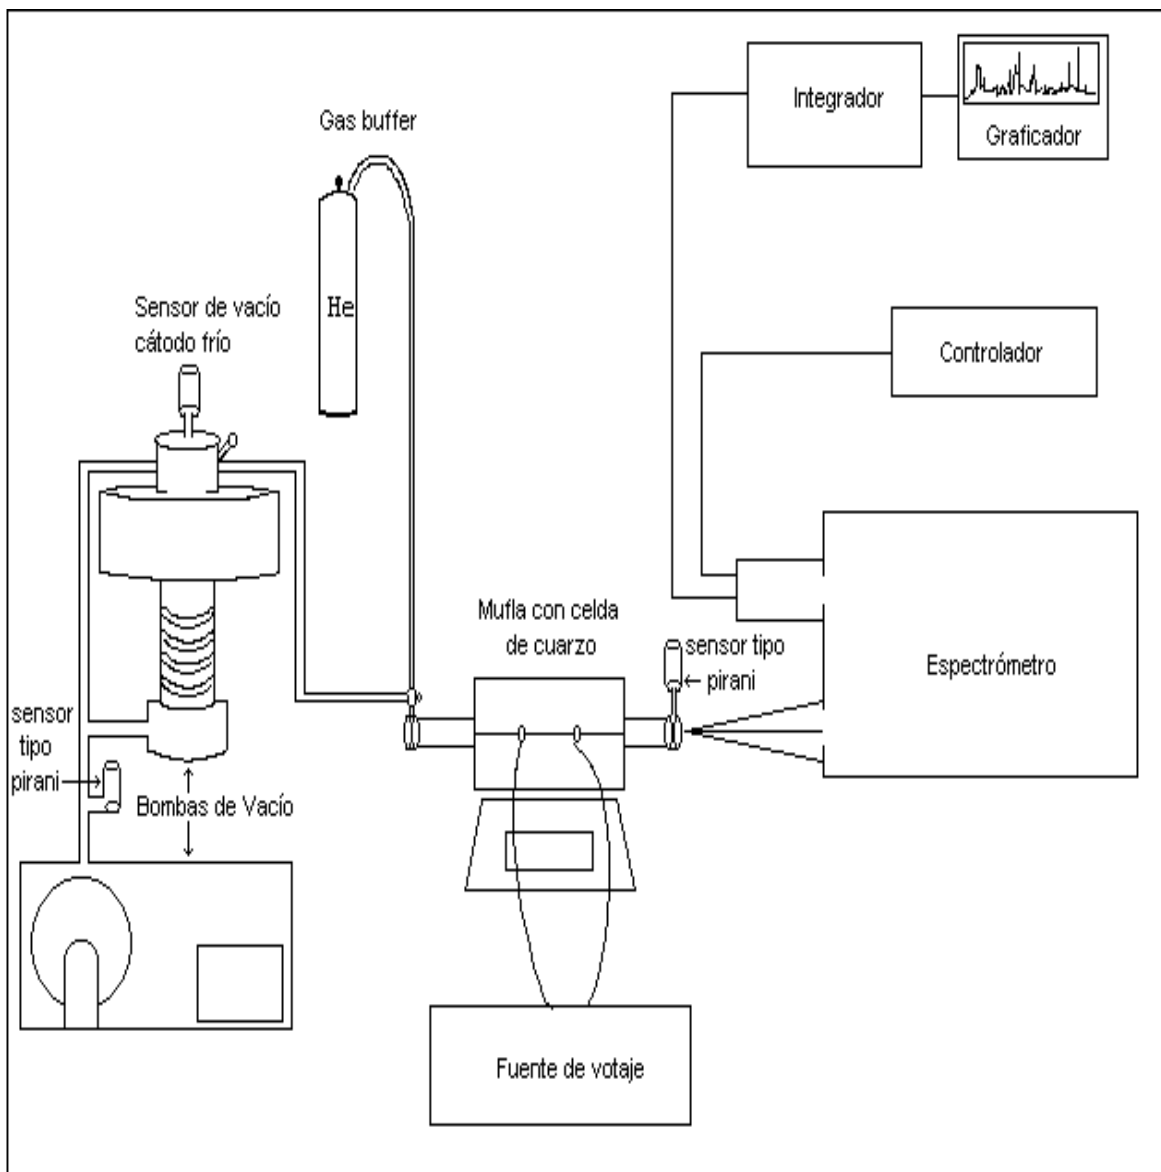 Integrador
Graficador
Gas buffer
He
Sensor de vacío
cátodo frío
Controlador
Mufla con celda
de cuarzo
sensor tipo
pirani
Espectrómetro
sensor
tipo
pirani
Bombas de Vacío
Fuente de votaje